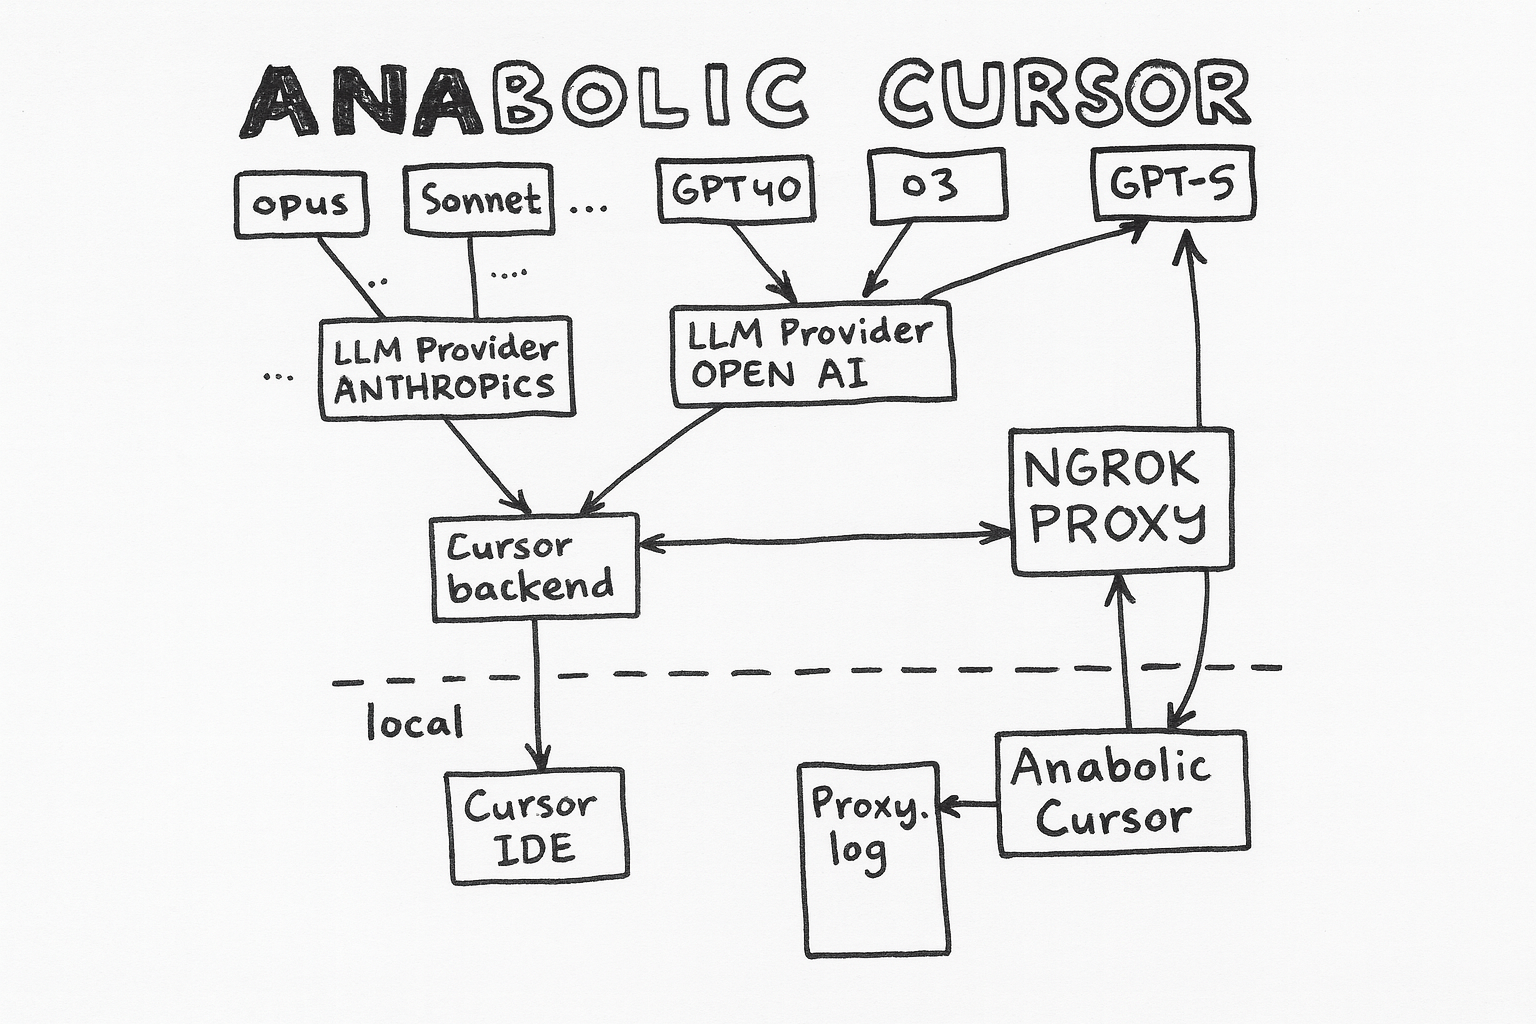 ANABOLIC CURSOR
opus
Sonnet
...
GPT4O
o3
GPT-5
..
....
LLM Provider
ANTHROPiCS
...
LLM Provider
OPEN AI
NGROK
PROXY
Cursor
backend
local
Cursor
IDE
Proxy.
log
Anabolic
Cursor